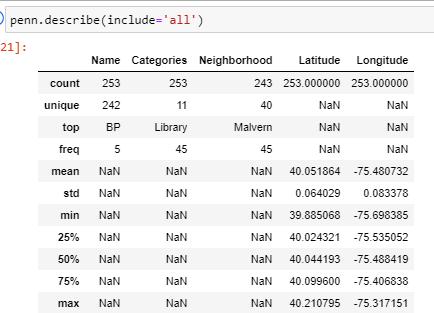 penn.describe(include='all')
21]:
Name Categories Neighborhood Latitude Longitude
count 253 253 243 253.000000 253.000000
unique 242 11 40 NaN NaN
top BP Library Malvern NaN NaN
freq 5 45 45 NaN NaN
mean NaN NaN NaN 40.051864 -75.480732
std NaN NaN NaN 0.064029 0.083378
min NaN NaN NaN 39.885068 -75.698385
25% NaN NaN NaN 40.024321 -75.535052
50% NaN NaN NaN 40.044193 -75.488419
75% NaN NaN NaN 40.099600 -75.406838
max NaN NaN NaN 40.210795 -75.317151